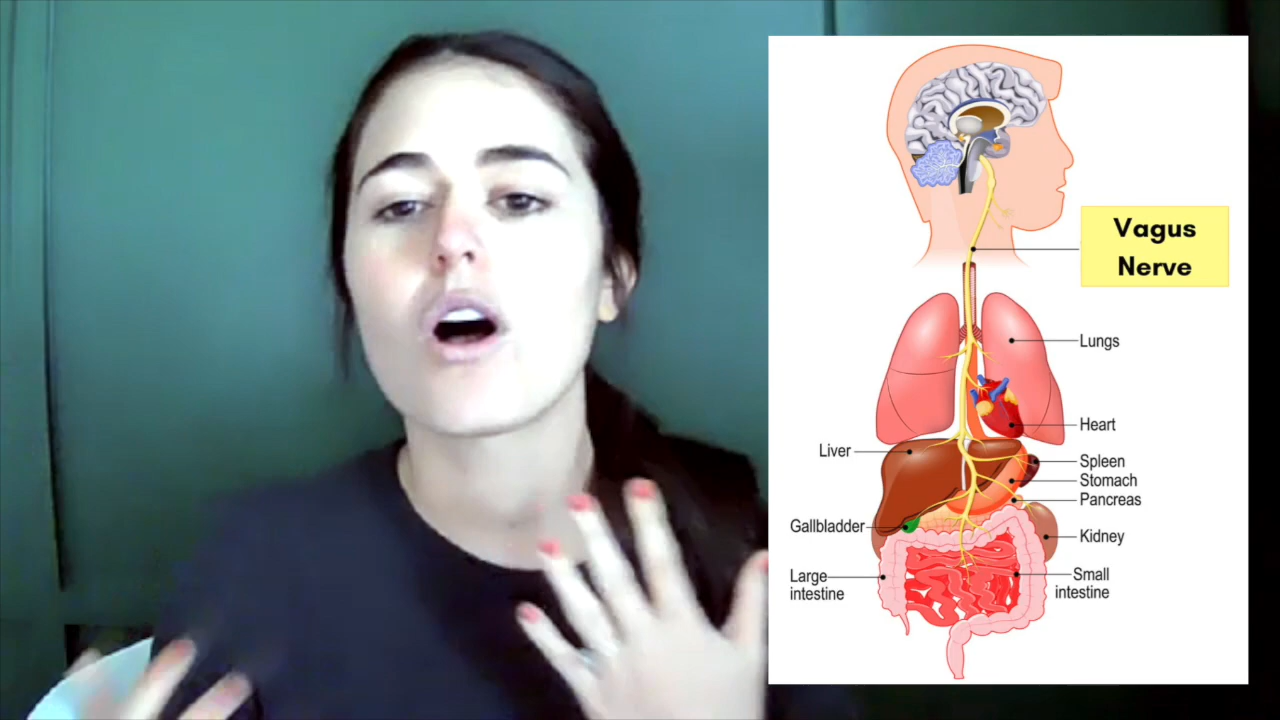 Vagus
Nerve
Lungs
Heart
Liver
Spleen
Stomach
Pancreas
Gallbladder
Kidney
Large
intestine
Small
intestine